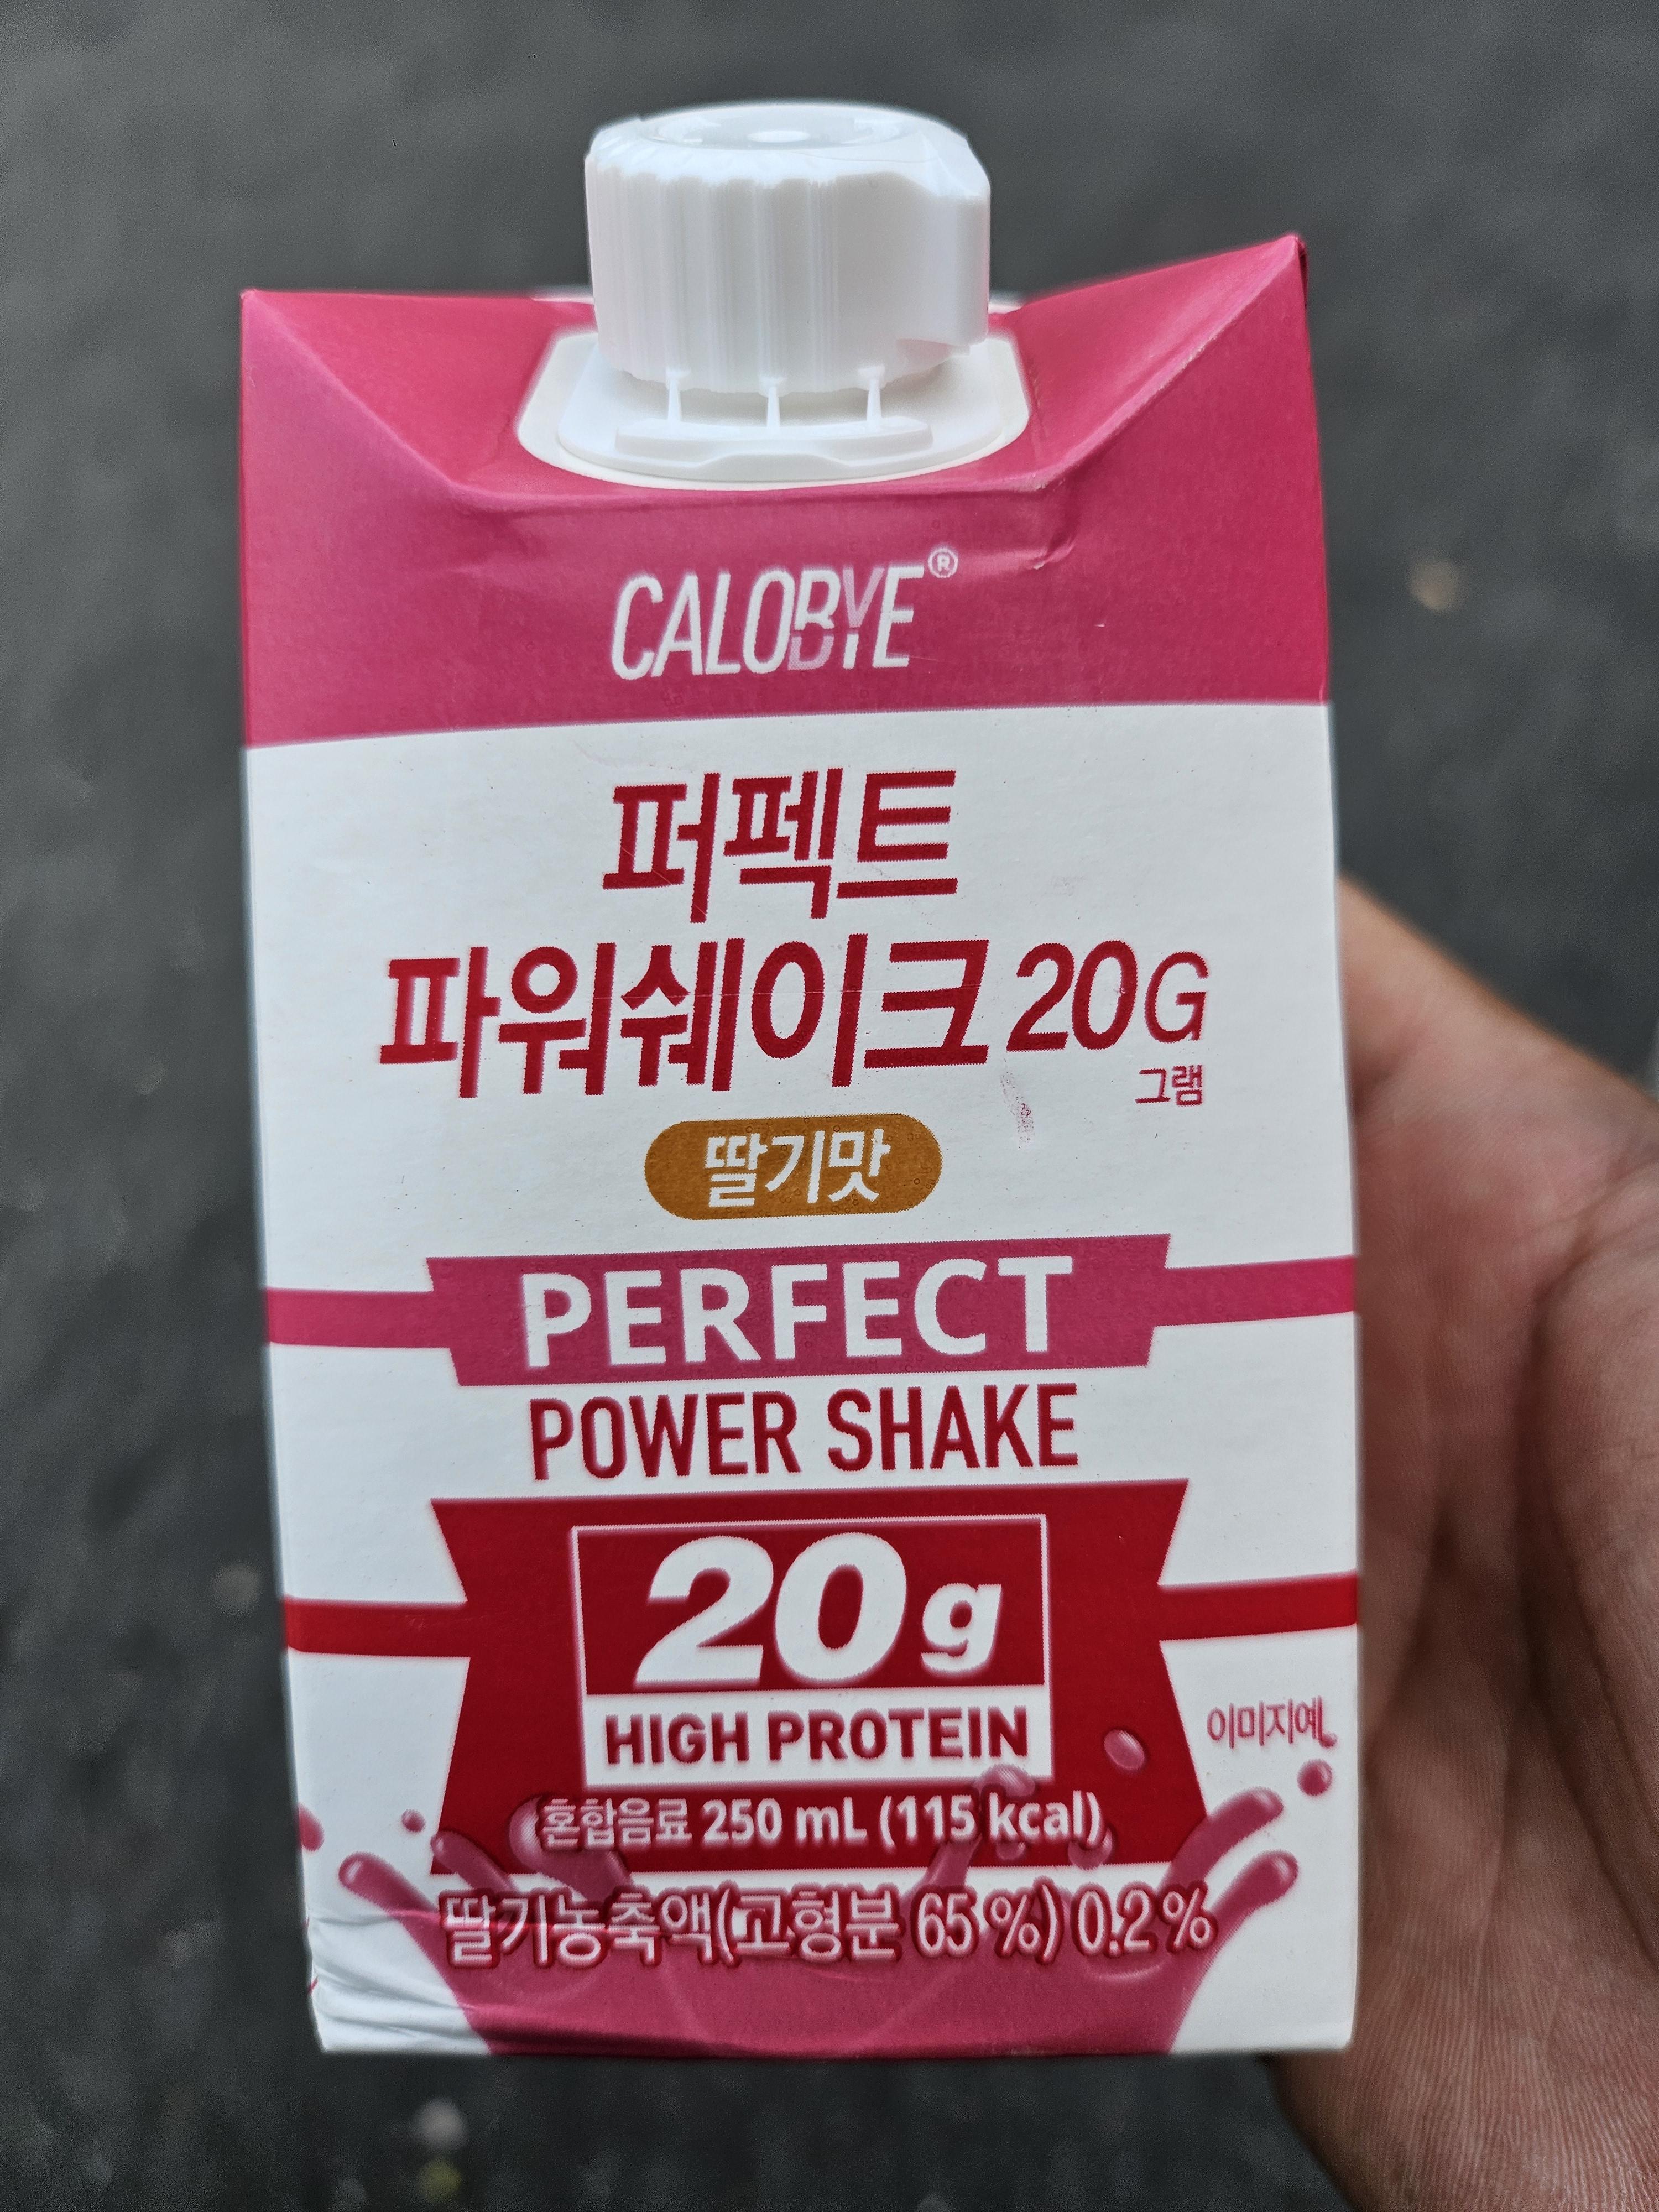 CALOBYE®
퍼펙트
파워쉐이크 20G
그램
딸기맛
PERFECT
POWER SHAKE
20g
HIGH PROTEIN
이미지예
혼합음료 250 mL (115 kcal)
딸기농축액(고형분 65%) 0.2%